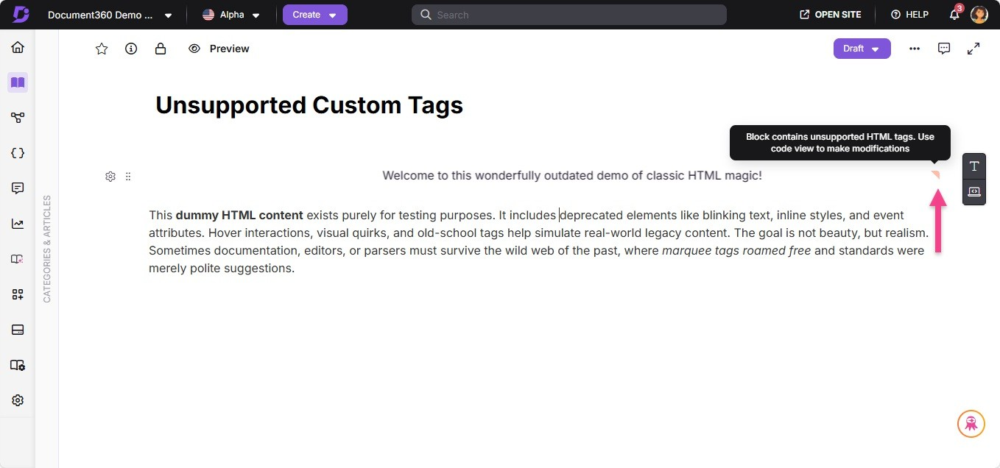 Document360 Demo ...
Alpha
Create
Search
OPEN SITE
HELP
3
Preview
Draft
Unsupported Custom Tags
Block contains unsupported HTML tags. Use
code view to make modifications
Welcome to this wonderfully outdated demo of classic HTML magic!
This dummy HTML content exists purely for testing purposes. It includes deprecated elements like blinking text, inline styles, and event
attributes. Hover interactions, visual quirks, and old-school tags help simulate real-world legacy content. The goal is not beauty, but realism.
Sometimes documentation, editors, or parsers must survive the wild web of the past, where marquee tags roamed free and standards were
merely polite suggestions.
CATEGORIES & ARTICLES